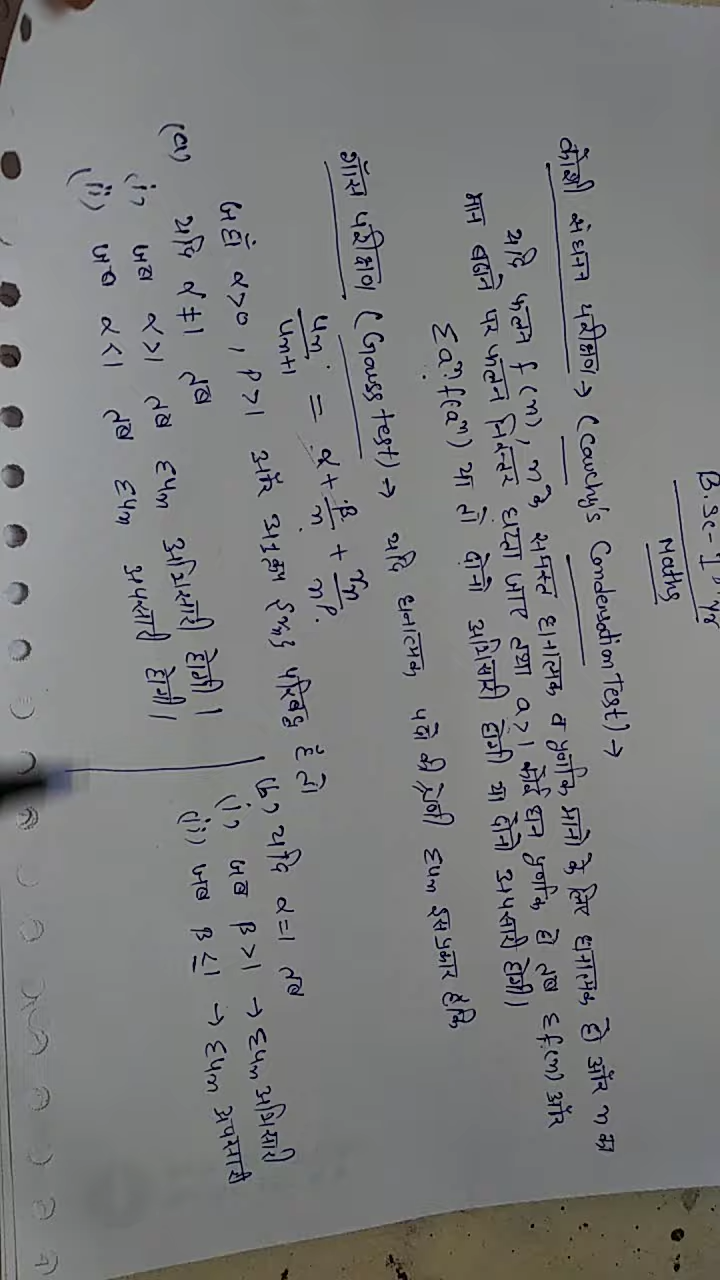 B.Sc-I yr
Maths
कोशी संघनन परीक्षण → (Cauchy's Condensation Test) →
यदि फलन f(n), n के समस्त धनात्मक व पूर्णांक मानो के लिए धनात्मक हो और n का
मान बढ़ने पर फलन निरन्तर घटता जाए तथा a>1 कोई धन पूर्णांक हो तब Σf(n) और
Σaⁿf(aⁿ) या तो दोनो अभिसारी होगी या दोनो अपसारी होगी।
गॉस परीक्षण (Gauss test) → यदि धनात्मक पदो की श्रेणी Σun इस प्रकार है कि
un/un+1 = α + β/n + γn/nᵖ.
जहाँ α>0, p>1 और अनुक्रम {γn} परिबद्ध है तो
(a) यदि α≠1 तब
(i) जब α>1 तब Σun अभिसारी होगी।
(ii) जब α<1 तब Σun अपसारी होगी।
(b) यदि α=1 तब
(i) जब β>1 → Σun अभिसारी
(ii) जब β≤1 → Σun अपसारी